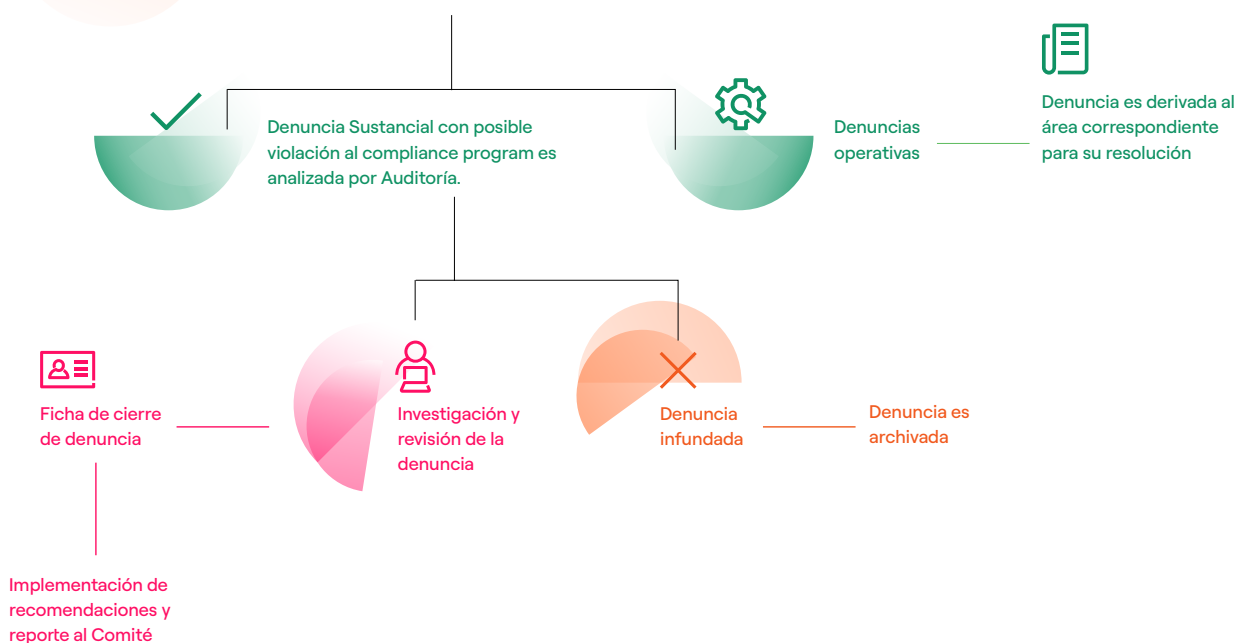 Denuncia Sustancial con posible
violación al compliance program es
analizada por Auditoría.
Denuncias
operativas
Denuncia es derivada al
área correspondiente
para su resolución
Ficha de cierre
de denuncia
Investigación y
revisión de la
denuncia
Denuncia
infundada
Denuncia es
archivada
Implementación de
recomendaciones y
reporte al Comité